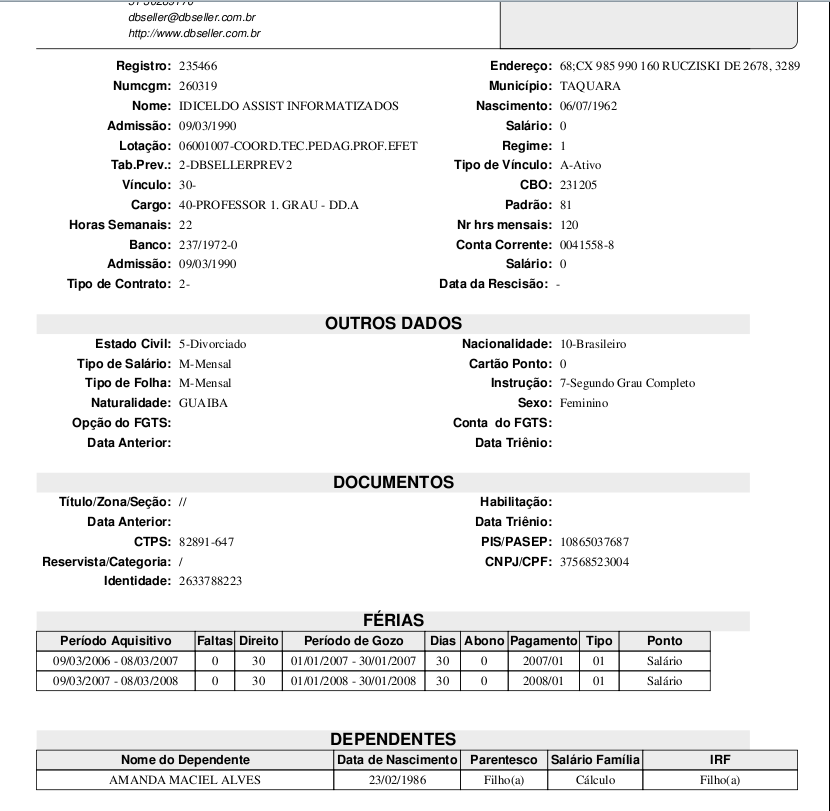 dbseller@dbseller.com.br
http://www.dbseller.com.br
Registro: 235466 Endereço: 68;CX 985 990 160 RUCZISKI DE 2678, 3289
Numcgm: 260319 Município: TAQUARA
Nome: IDICELDO ASSIST INFORMATIZADOS Nascimento: 06/07/1962
Admissão: 09/03/1990 Salário: 0
Lotação: 06001007-COORD.TEC.PEDAG.PROF.EFET Regime: 1
Tab.Prev.: 2-DBSELLERPREV2 Tipo de Vínculo: A-Ativo
Vínculo: 30- CBO: 231205
Cargo: 40-PROFESSOR 1. GRAU - DD.A Padrão: 81
Horas Semanais: 22 Nr hrs mensais: 120
Banco: 237/1972-0 Conta Corrente: 0041558-8
Admissão: 09/03/1990 Salário: 0
Tipo de Contrato: 2- Data da Rescisão: -
OUTROS DADOS
Estado Civil: 5-Divorciado Nacionalidade: 10-Brasileiro
Tipo de Salário: M-Mensal Cartão Ponto: 0
Tipo de Folha: M-Mensal Instrução: 7-Segundo Grau Completo
Naturalidade: GUAIBA Sexo: Feminino
Opção do FGTS: Conta do FGTS:
Data Anterior: Data Triênio:
DOCUMENTOS
Título/Zona/Seção: // Habilitação:
Data Anterior: Data Triênio:
CTPS: 82891-647 PIS/PASEP: 10865037687
Reservista/Categoria: / CNPJ/CPF: 37568523004
Identidade: 2633788223
FÉRIAS
Período Aquisitivo Faltas Direito Período de Gozo Dias Abono Pagamento Tipo Ponto
09/03/2006 - 08/03/2007 0 30 01/01/2007 - 30/01/2007 30 0 2007/01 01 Salário
09/03/2007 - 08/03/2008 0 30 01/01/2008 - 30/01/2008 30 0 2008/01 01 Salário
DEPENDENTES
Nome do Dependente Data de Nascimento Parentesco Salário Família IRF
AMANDA MACIEL ALVES 23/02/1986 Filho(a) Cálculo Filho(a)